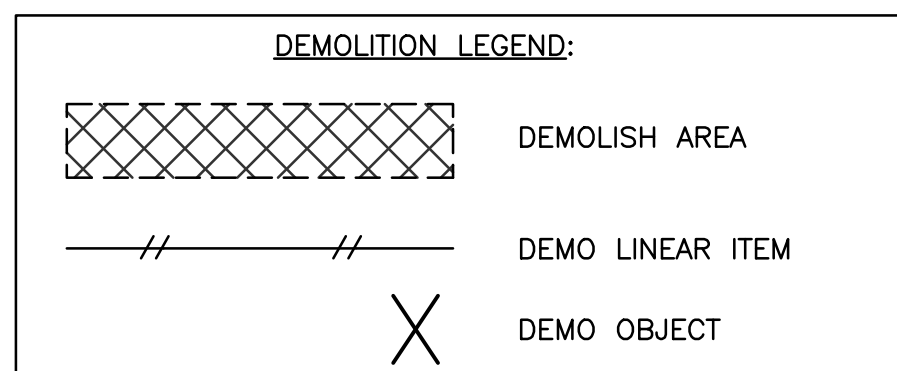 DEMOLITION LEGEND:
DEMOLISH AREA
DEMO LINEAR ITEM
DEMO OBJECT